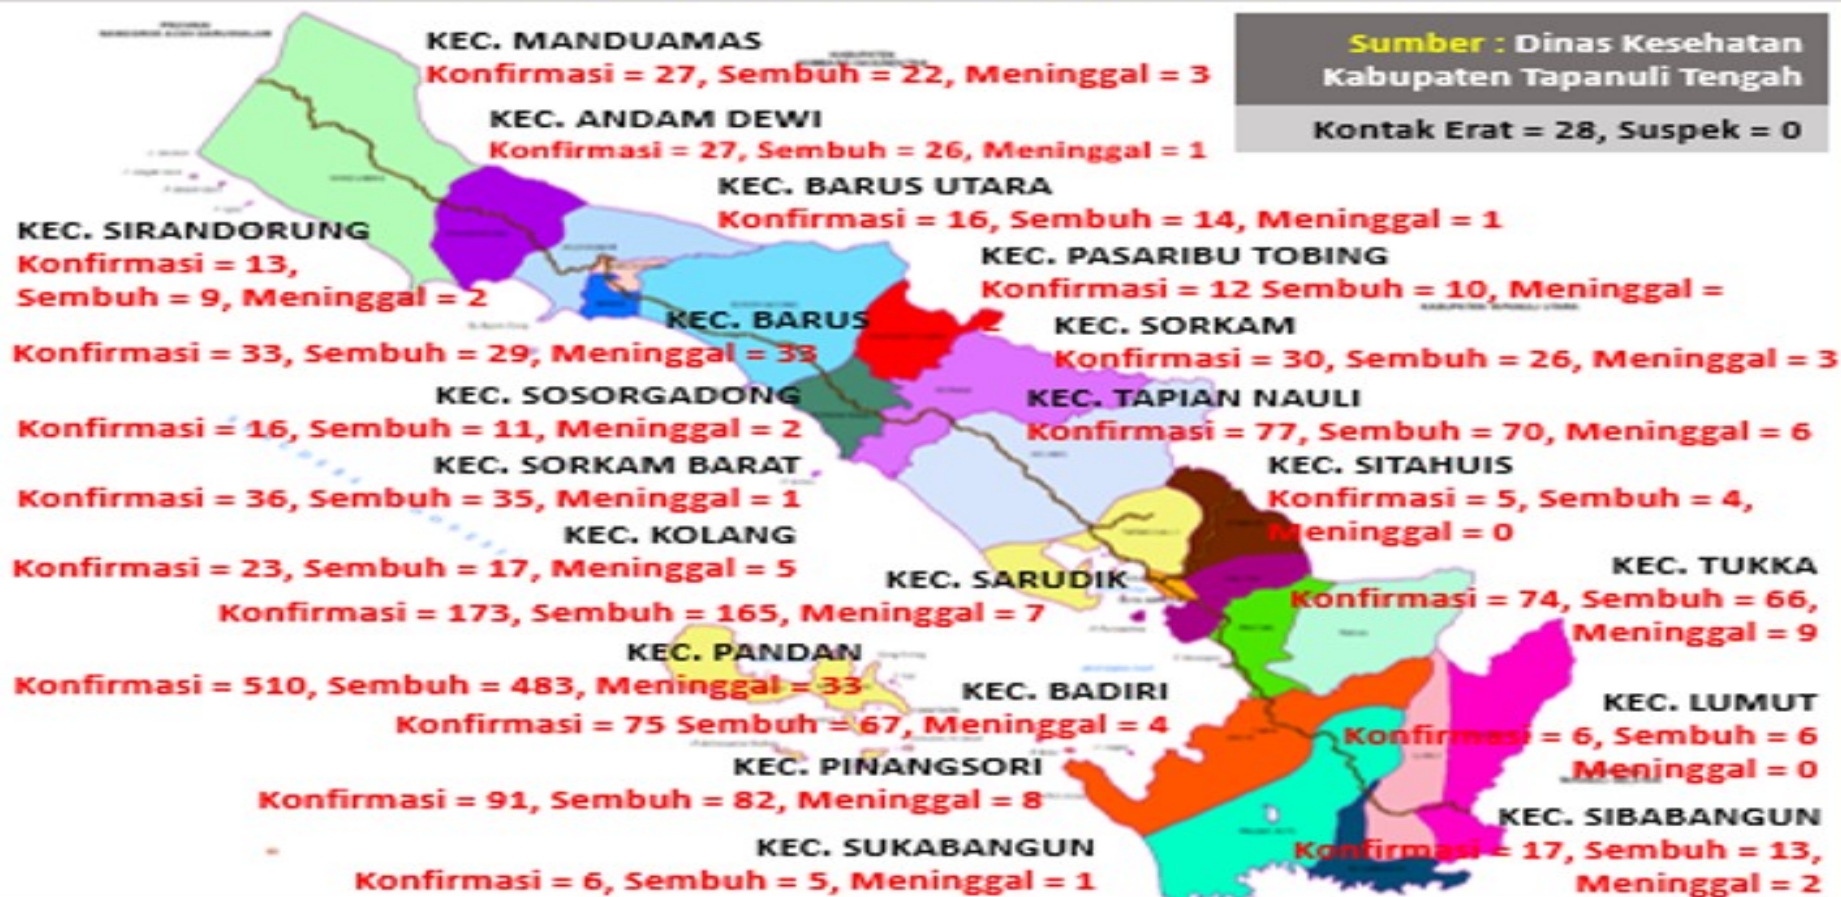 KEC. MANDUAMAS
Konfirmasi = 27, Sembuh = 22, Meninggal = 3
Sumber : Dinas Kesehatan
Kabupaten Tapanuli Tengah
Kontak Erat = 28, Suspek = 0
KEC. ANDAM DEWI
Konfirmasi = 27, Sembuh = 26, Meninggal = 1
KEC. BARUS UTARA
Konfirmasi = 16, Sembuh = 14, Meninggal = 1
KEC. SIRANDORUNG
Konfirmasi = 13,
Sembuh = 9, Meninggal = 2
KEC. PASARIBU TOBING
Konfirmasi = 12 Sembuh = 10, Meninggal =
2
KEC. BARUS
Konfirmasi = 33, Sembuh = 29, Meninggal = 33
KEC. SORKAM
Konfirmasi = 30, Sembuh = 26, Meninggal = 3
KEC. SOSORGADONG
Konfirmasi = 16, Sembuh = 11, Meninggal = 2
KEC. TAPIAN NAULI
Konfirmasi = 77, Sembuh = 70, Meninggal = 6
KEC. SORKAM BARAT
Konfirmasi = 36, Sembuh = 35, Meninggal = 1
KEC. SITAHUIS
Konfirmasi = 5, Sembuh = 4,
Meninggal = 0
KEC. KOLANG
Konfirmasi = 23, Sembuh = 17, Meninggal = 5
KEC. SARUDIK
Konfirmasi = 173, Sembuh = 165, Meninggal = 7
KEC. TUKKA
Konfirmasi = 74, Sembuh = 66,
Meninggal = 9
KEC. PANDAN
Konfirmasi = 510, Sembuh = 483, Meninggal = 33
KEC. BADIRI
Konfirmasi = 75 Sembuh = 67, Meninggal = 4
KEC. LUMUT
Konfirmasi = 6, Sembuh = 6
Meninggal = 0
KEC. PINANGSORI
Konfirmasi = 91, Sembuh = 82, Meninggal = 8
KEC. SIBABANGUN
Konfirmasi = 17, Sembuh = 13,
Meninggal = 2
KEC. SUKABANGUN
Konfirmasi = 6, Sembuh = 5, Meninggal = 1